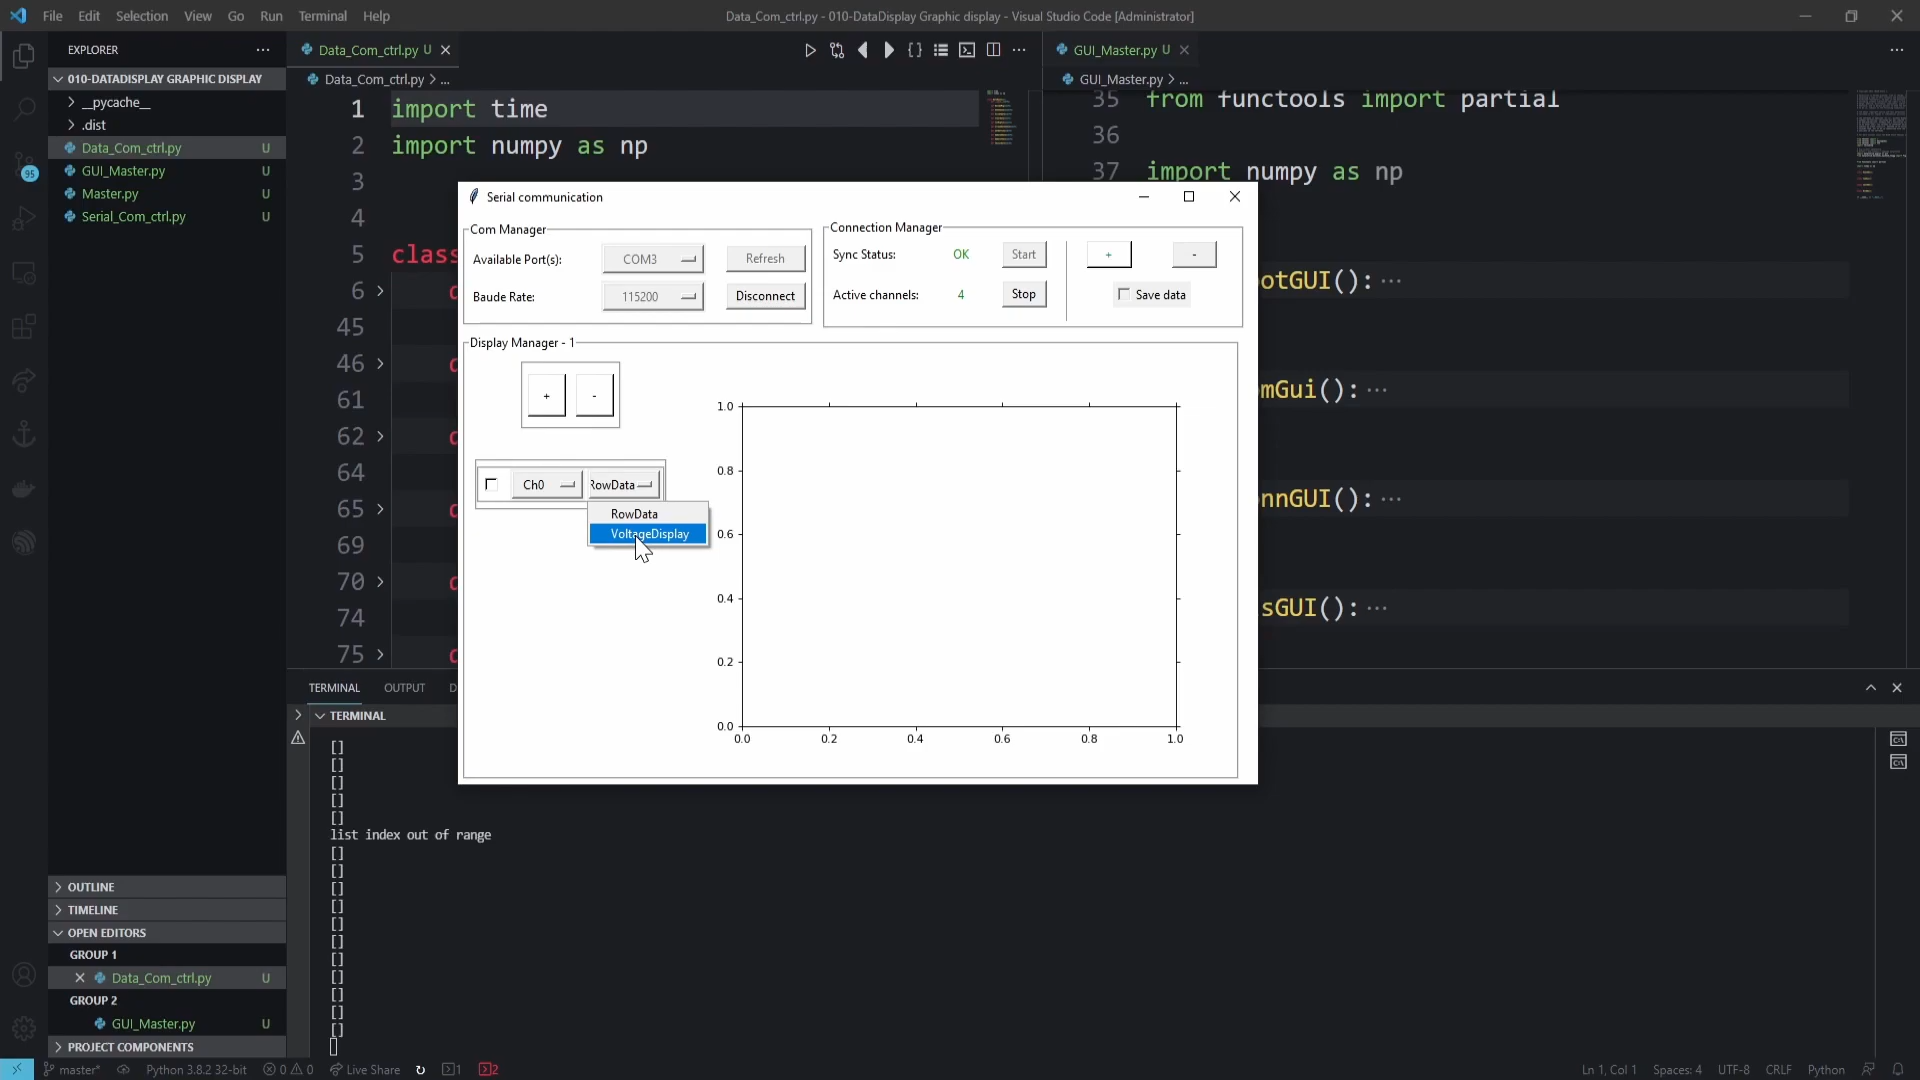 File Edit Selection View Go Run Terminal Help
Data_Com_ctrl.py - 010-DataDisplay Graphic display - Visual Studio Code [Administrator]
EXPLORER
010-DATADISPLAY GRAPHIC DISPLAY
__pycache__
.dist
Data_Com_ctrl.py U
GUI_Master.py U
Master.py U
Serial_Com_ctrl.py U
95
OUTLINE
TIMELINE
OPEN EDITORS
GROUP 1
Data_Com_ctrl.py U
GROUP 2
GUI_Master.py U
PROJECT COMPONENTS
Data_Com_ctrl.py U
Data_Com_ctrl.py > ...
1 import time
2 import numpy as np
3
4
5 class
6
45
46
61
62
64
65
69
70
74
75
GUI_Master.py U
GUI_Master.py > ...
35 from functools import partial
36
37 import numpy as np
otGUI(): ...
mGui(): ...
nnGUI(): ...
sGUI(): ...
Serial communication
Com Manager
Available Port(s): COM3 Refresh
Baude Rate: 115200 Disconnect
Connection Manager
Sync Status: OK Start + -
Active channels: 4 Stop Save data
Display Manager - 1
+ -
Ch0 RowData
RowData
VoltageDisplay
1.0
0.8
0.6
0.4
0.2
0.0
0.0 0.2 0.4 0.6 0.8 1.0
TERMINAL OUTPUT D
TERMINAL
[]
[]
[]
[]
[]
list index out of range
[]
[]
[]
[]
[]
[]
[]
[]
[]
[]
[]
master* Python 3.8.2 32-bit 0 0 Live Share 1 2
Ln 1, Col 1 Spaces: 4 UTF-8 CRLF Python